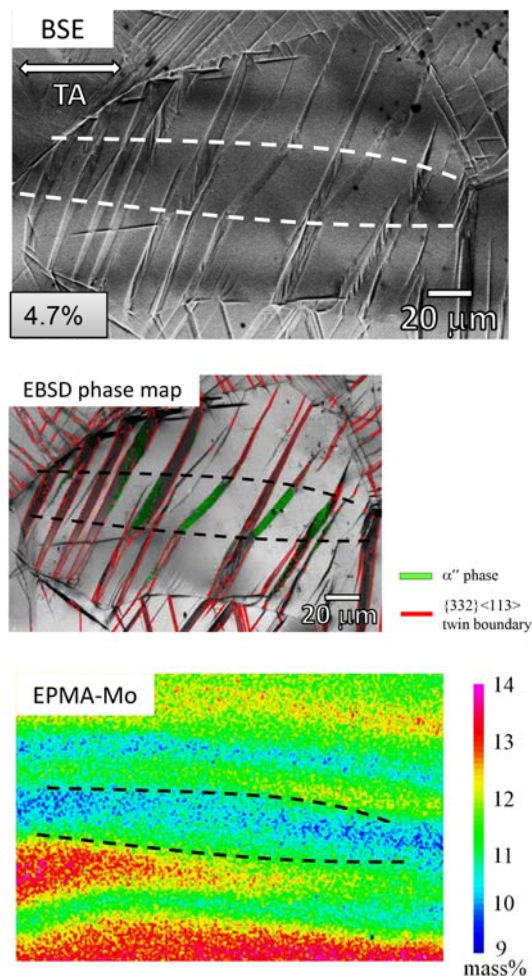 BSE
TA
4.7%
20 μm
EBSD phase map
20 μm
α″ phase
{332}<113>
twin boundary
EPMA-Mo
14
13
12
11
10
9
mass%